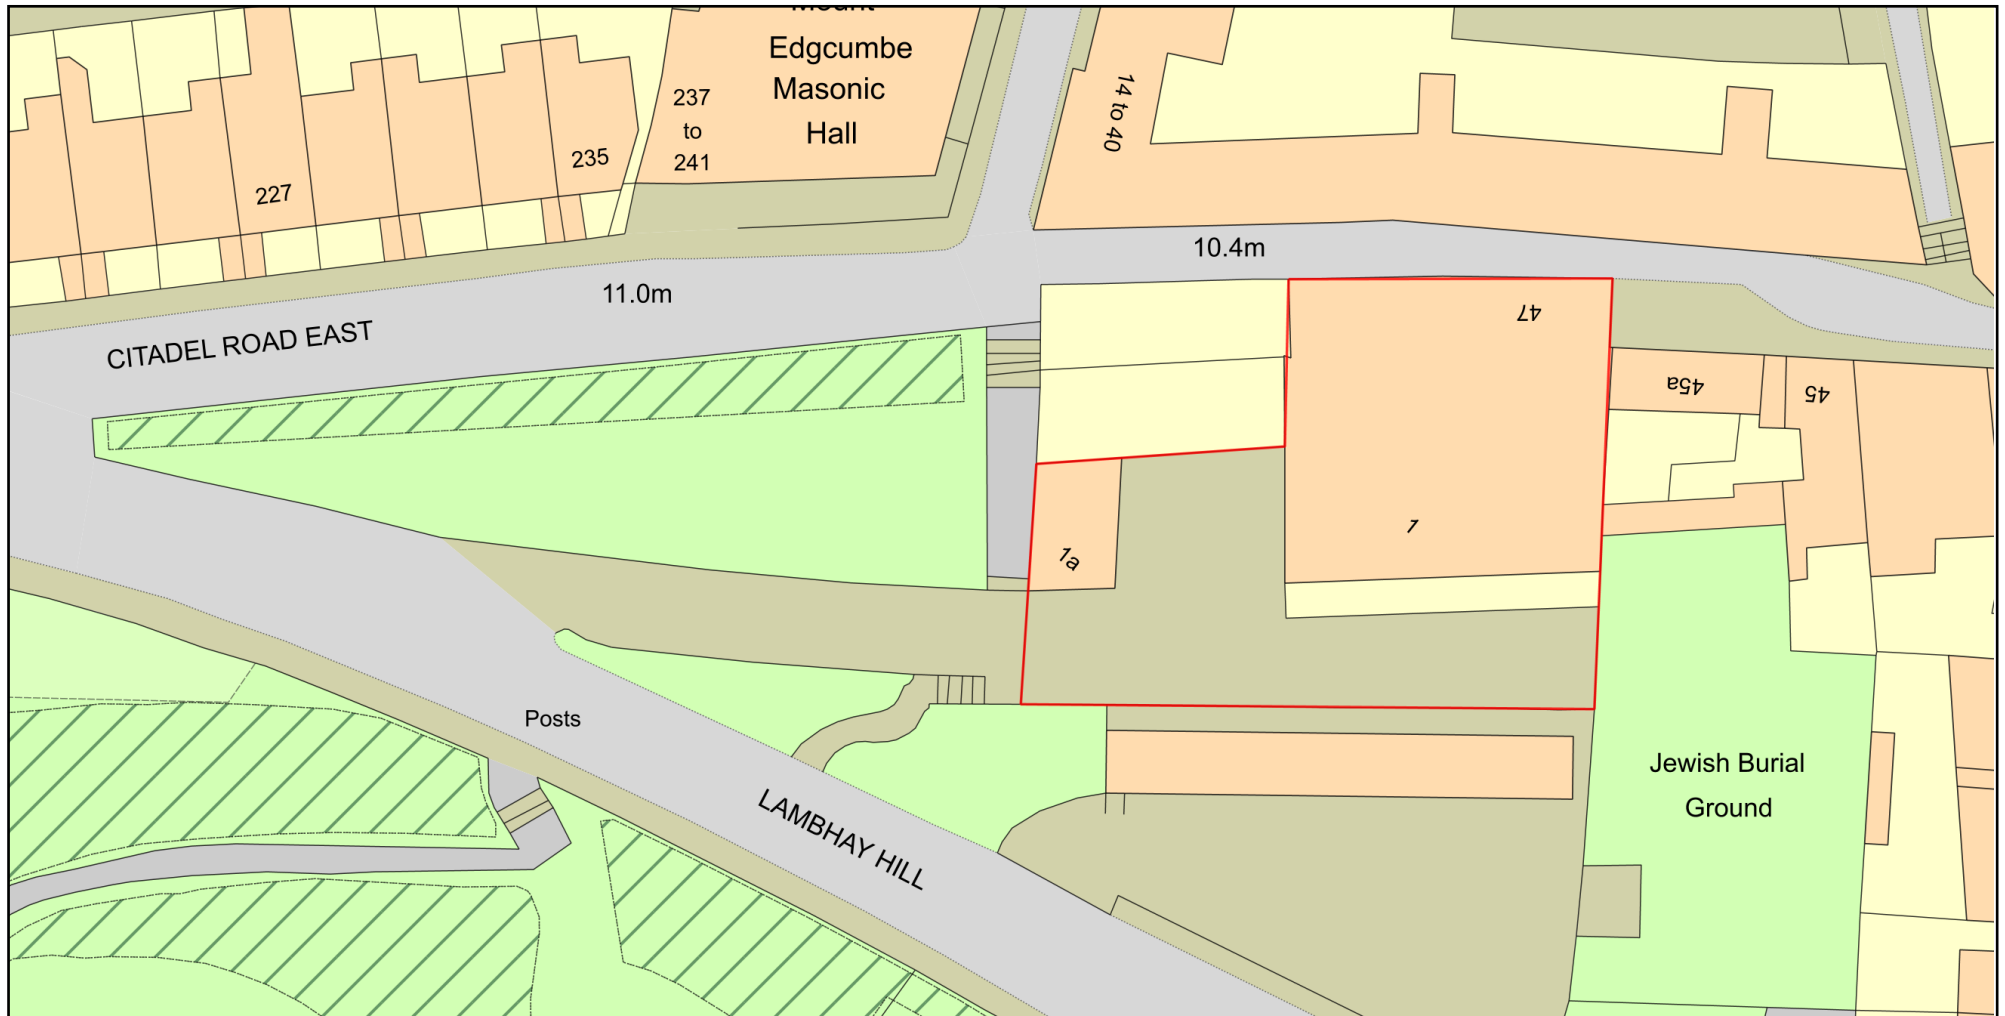 Edgcumbe
Masonic
Hall
237
to
241
14 to 40
235
227
10.4m
11.0m
CITADEL ROAD EAST
47
45a
45
1
1a
Posts
LAMBHAY HILL
Jewish Burial
Ground